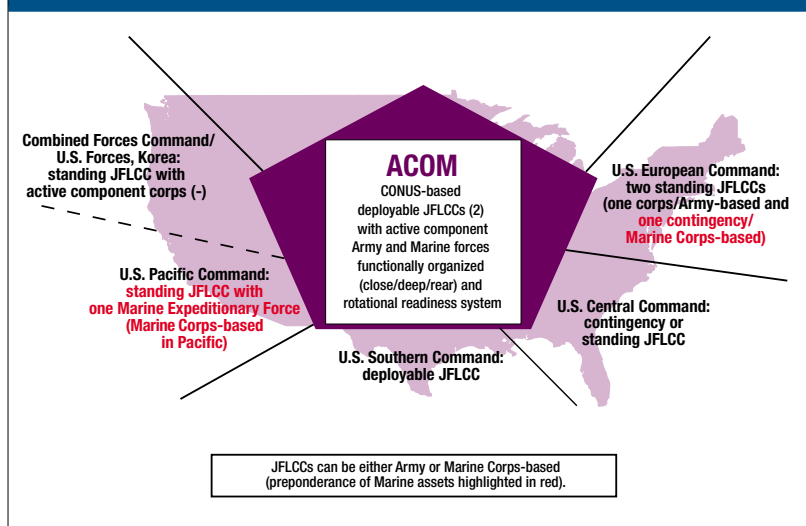 Combined Forces Command/
U.S. Forces, Korea:
standing JFLCC with
active component corps (-)
ACOM
CONUS-based
deployable JFLCCs (2)
with active component
Army and Marine forces
functionally organized
(close/deep/rear) and
rotational readiness system
U.S. European Command:
two standing JFLCCs
(one corps/Army-based and
one contingency/
Marine Corps-based)
U.S. Pacific Command:
standing JFLCC with
one Marine Expeditionary Force
(Marine Corps-based
in Pacific)
U.S. Central Command:
contingency or
standing JFLCC
U.S. Southern Command:
deployable JFLCC
JFLCCs can be either Army or Marine Corps-based
(preponderance of Marine assets highlighted in red).